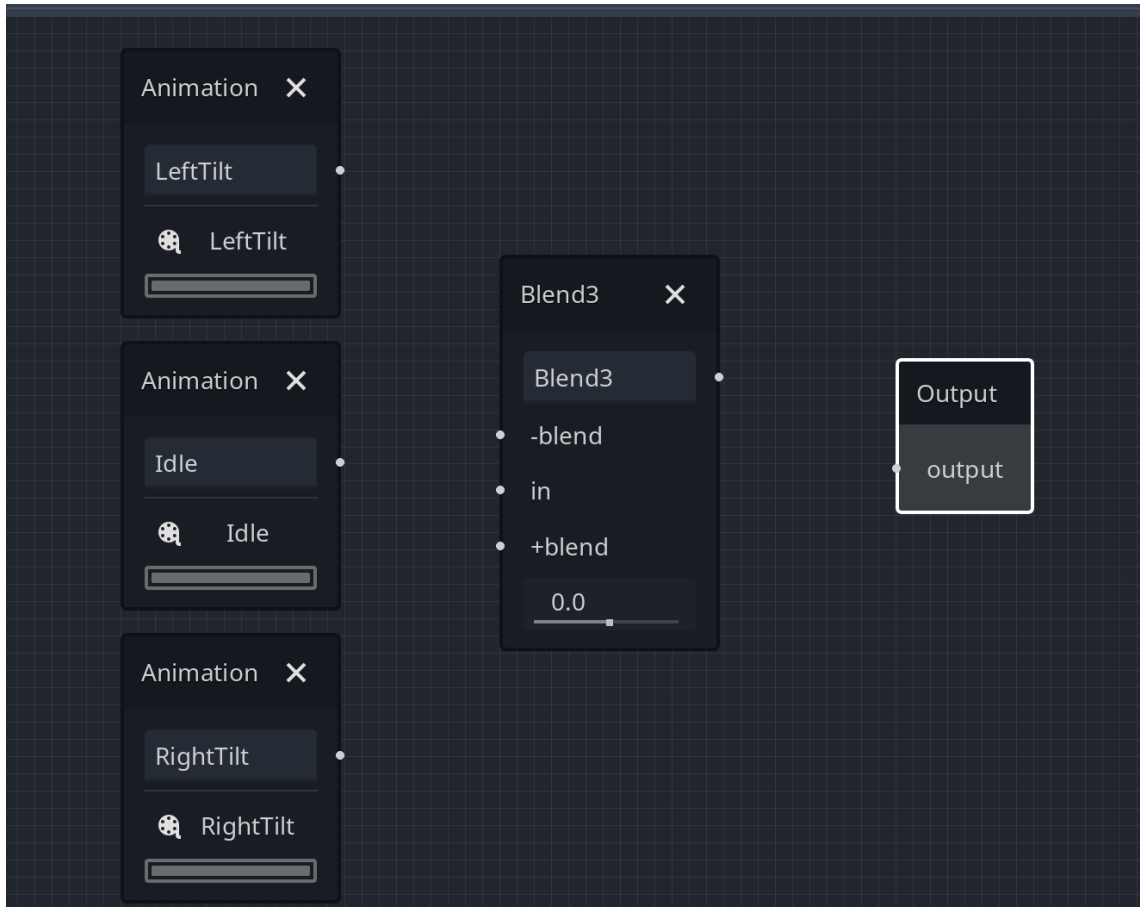 Animation
LeftTilt
LeftTilt
Animation
Idle
Idle
Animation
RightTilt
RightTilt
Blend3
Blend3
-blend
in
+blend
0.0
Output
output